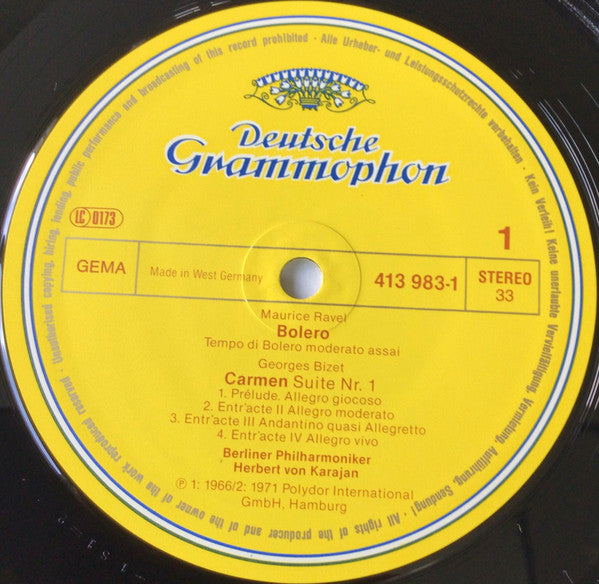 Deutsche
Grammophon
LC 0173
1
GEMA
Made in West Germany
413 983-1
STEREO
33
Maurice Ravel
Bolero
Tempo di Bolero moderato assai
Georges Bizet
Carmen Suite Nr. 1
1. Prélude. Allegro giocoso
2. Entr'acte II Allegro moderato
3. Entr'acte III Andantino quasi Allegretto
4. Entr'acte IV Allegro vivo
Berliner Philharmoniker
Herbert von Karajan
Ⓟ 1: 1966/2: 1971 Polydor International
GmbH, Hamburg
Alle Urheber- und Leistungsschutzrechte vorbehalten · Kein Verleih! Keine unerlaubte Vervielfältigung, Vermietung, Aufführung, Sendung! · All rights of the producer and of the owner of the work reproduced reserved · Unauthorised copying, hiring, lending, public performance and broadcasting of this record prohibited ·